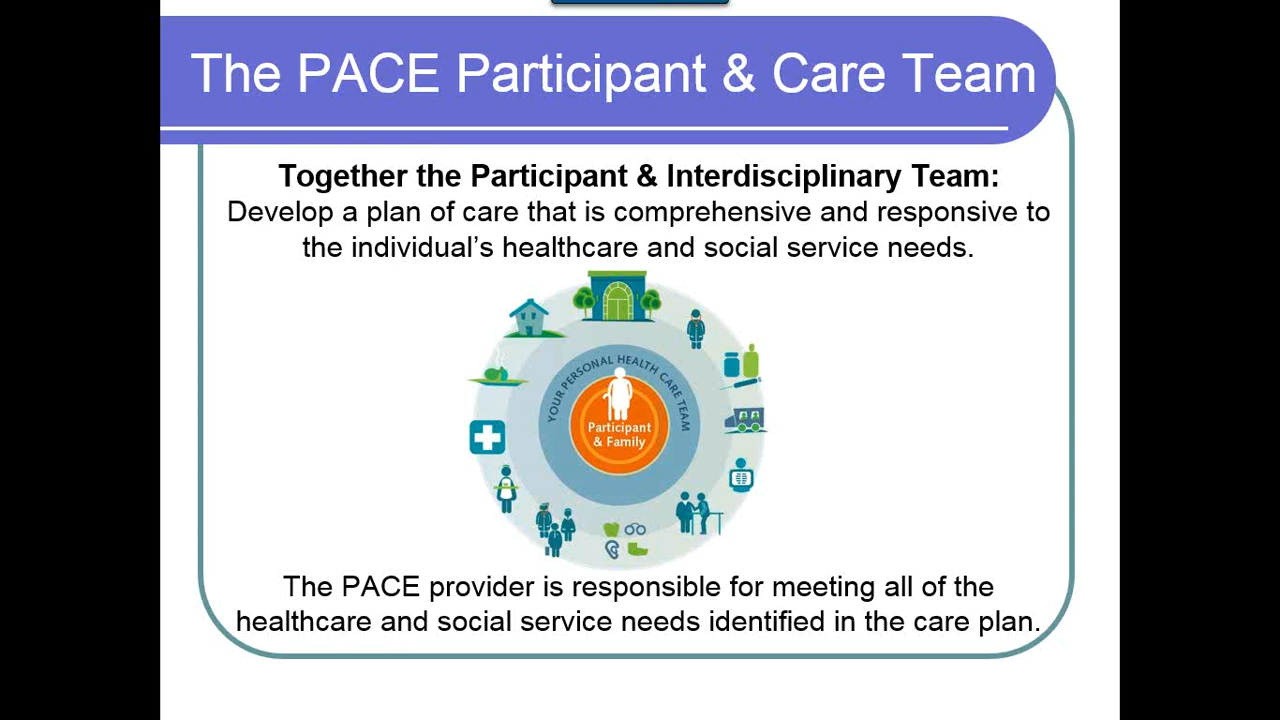 The PACE Participant & Care Team
Together the Participant & Interdisciplinary Team:
Develop a plan of care that is comprehensive and responsive to
the individual's healthcare and social service needs.
YOUR PERSONAL HEALTH CARE TEAM
Participant
& Family
The PACE provider is responsible for meeting all of the
healthcare and social service needs identified in the care plan.